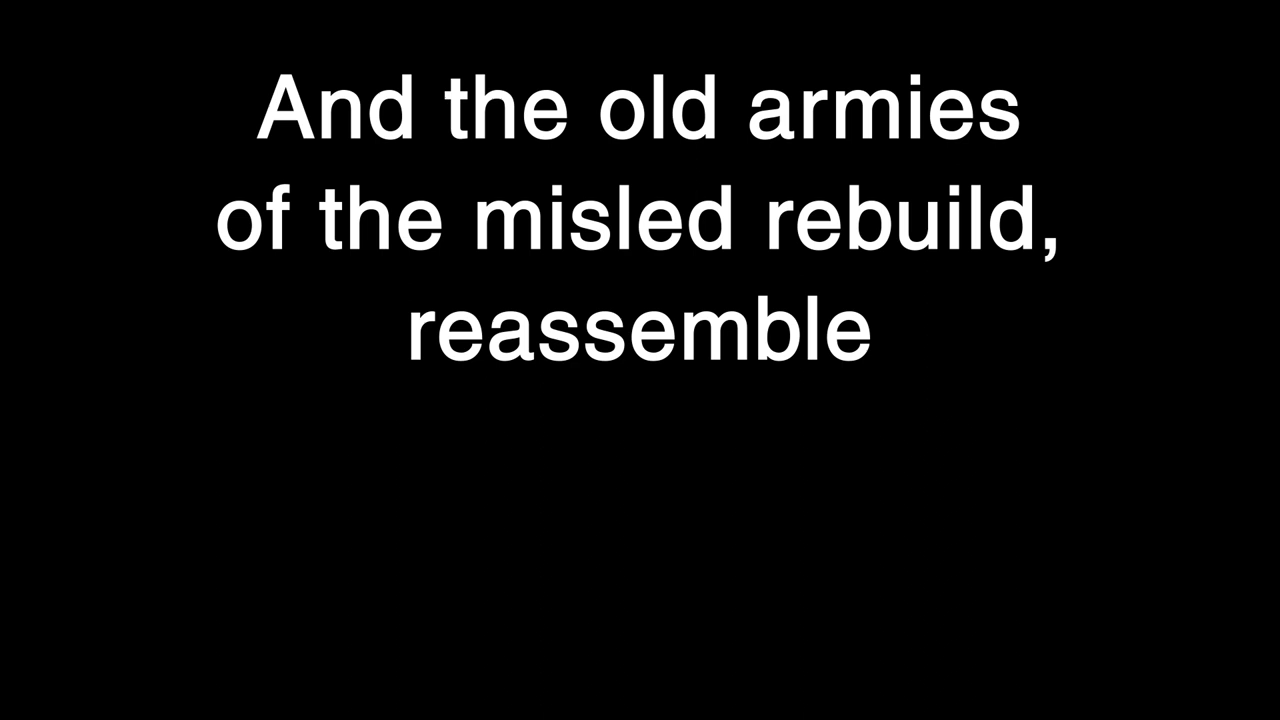 And the old armies
of the misled rebuild,
reassemble